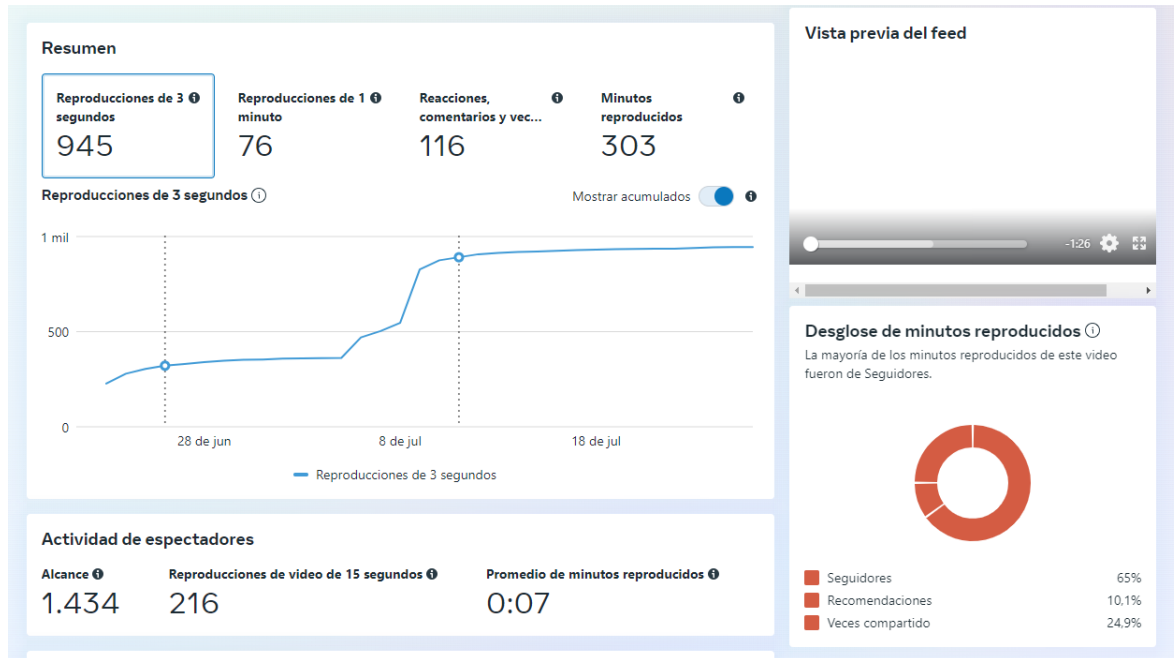 Resumen
Reproducciones de 3
segundos
945
Reproducciones de 1
minuto
76
Reacciones,
comentarios y vec...
116
Minutos
reproducidos
303
Reproducciones de 3 segundos
Mostrar acumulados
1 mil
500
0
28 de jun
8 de jul
18 de jul
Reproducciones de 3 segundos
Actividad de espectadores
Alcance
1.434
Reproducciones de video de 15 segundos
216
Promedio de minutos reproducidos
0:07
Vista previa del feed
-1:26
Desglose de minutos reproducidos
La mayoría de los minutos reproducidos de este video
fueron de Seguidores.
Seguidores 65%
Recomendaciones 10,1%
Veces compartido 24,9%